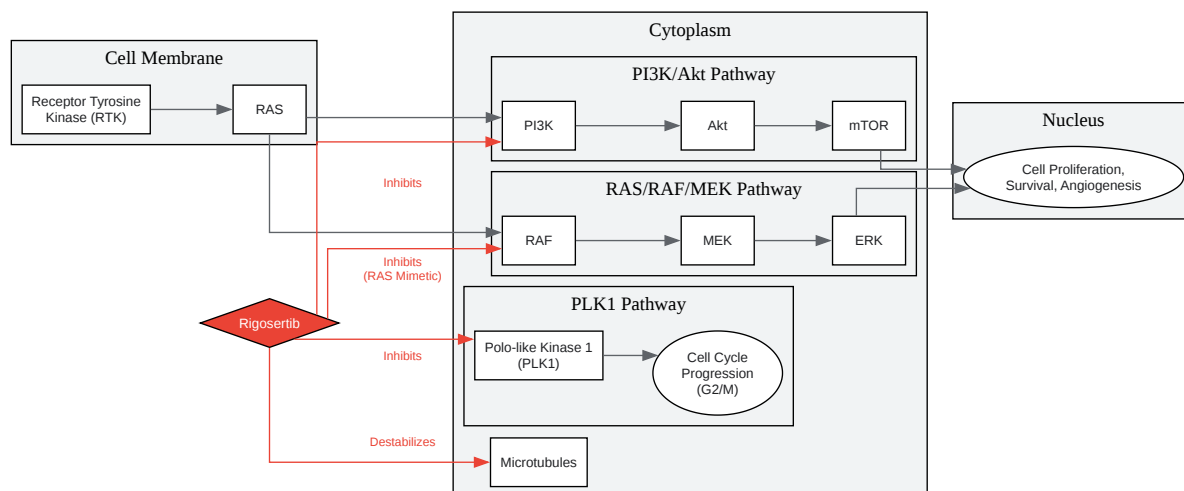 Cytoplasm
Cell Membrane
PI3K/Akt Pathway
Receptor Tyrosine
Kinase (RTK)
RAS
PI3K
Akt
mTOR
Nucleus
Cell Proliferation,
Survival, Angiogenesis
Inhibits
RAS/RAF/MEK Pathway
RAF
MEK
ERK
Inhibits
(RAS Mimetic)
PLK1 Pathway
Rigosertib
Inhibits
Polo-like Kinase 1
(PLK1)
Cell Cycle
Progression
(G2/M)
Destabilizes
Microtubules